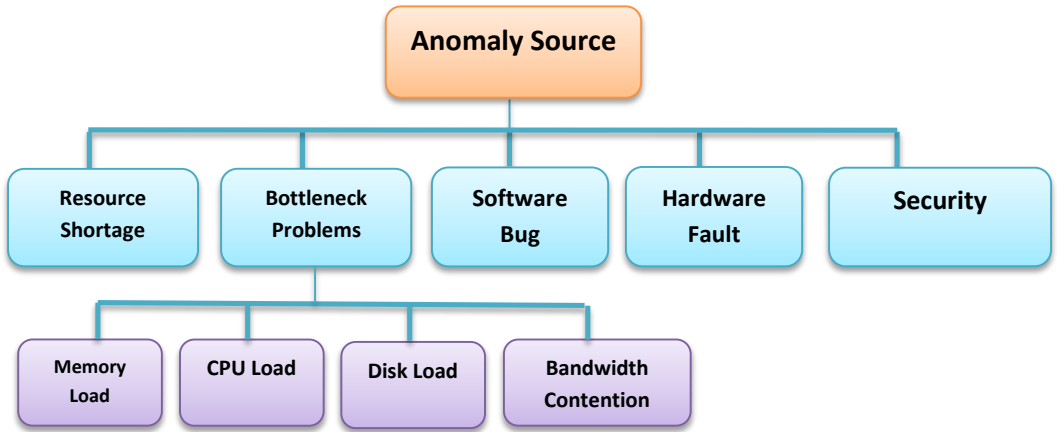 Anomaly Source
Resource
Shortage
Bottleneck
Problems
Software
Bug
Hardware
Fault
Security
Memory
Load
CPU Load
Disk Load
Bandwidth
Contention